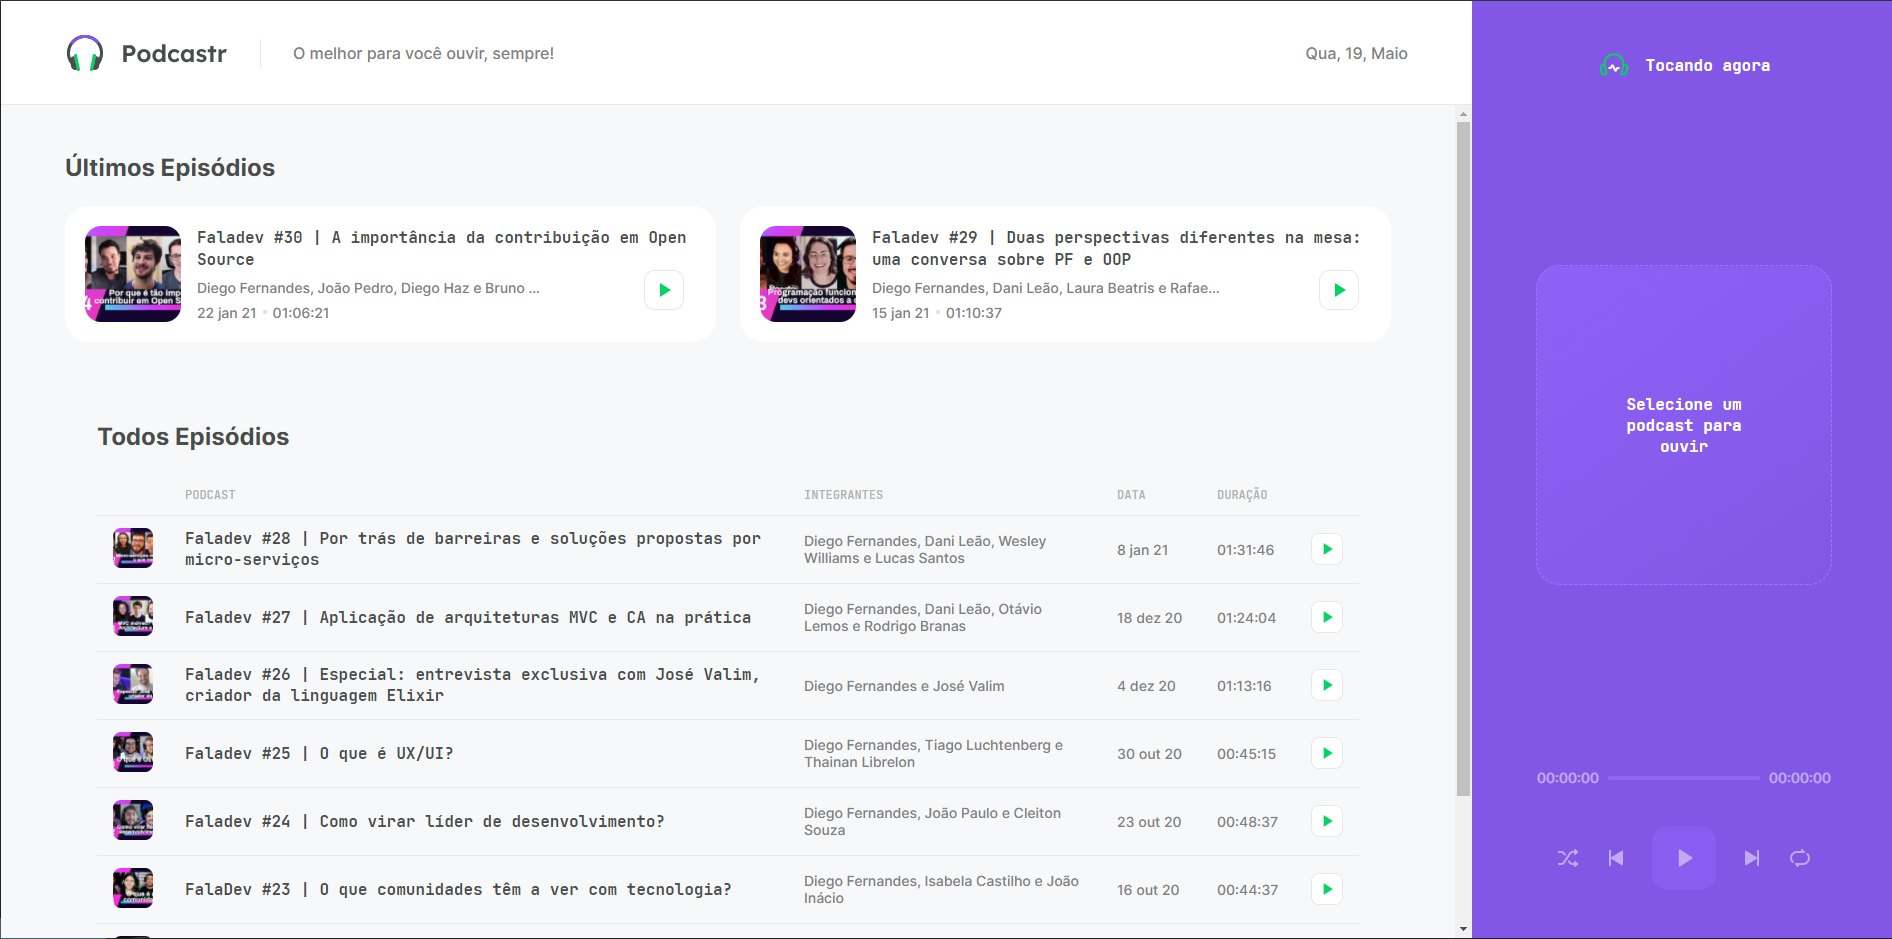 Podcastr
O melhor para você ouvir, sempre!
Qua, 19, Maio
Tocando agora
Últimos Episódios
Faladev #30 | A importância da contribuição em Open
Source
Diego Fernandes, João Pedro, Diego Haz e Bruno ...
22 jan 21 • 01:06:21
Por que é tão imp
contribuir em Open S
Faladev #29 | Duas perspectivas diferentes na mesa:
uma conversa sobre PF e OOP
Diego Fernandes, Dani Leão, Laura Beatris e Rafae...
15 jan 21 • 01:10:37
Programação funcion
devs orientados a
Selecione um
podcast para
ouvir
Todos Episódios
PODCAST INTEGRANTES DATA DURAÇÃO
Faladev #28 | Por trás de barreiras e soluções propostas por
micro-serviços
Diego Fernandes, Dani Leão, Wesley
Williams e Lucas Santos
8 jan 21
01:31:46
Faladev #27 | Aplicação de arquiteturas MVC e CA na prática
Diego Fernandes, Dani Leão, Otávio
Lemos e Rodrigo Branas
18 dez 20
01:24:04
Faladev #26 | Especial: entrevista exclusiva com José Valim,
criador da linguagem Elixir
Diego Fernandes e José Valim
4 dez 20
01:13:16
Faladev #25 | O que é UX/UI?
Diego Fernandes, Tiago Luchtenberg e
Thainan Librelon
30 out 20
00:45:15
Faladev #24 | Como virar líder de desenvolvimento?
Diego Fernandes, João Paulo e Cleiton
Souza
23 out 20
00:48:37
FalaDev #23 | O que comunidades têm a ver com tecnologia?
Diego Fernandes, Isabela Castilho e João
Inácio
16 out 20
00:44:37
00:00:00
00:00:00